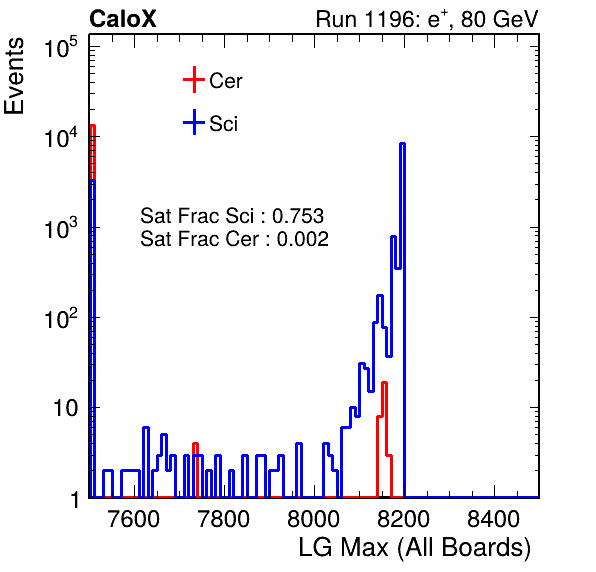 CaloX Run 1196: e⁺, 80 GeV
Events
10⁵
Cer
10⁴
Sci
Sat Frac Sci : 0.753
10³
Sat Frac Cer : 0.002
10²
10
1
7600 7800 8000 8200 8400
LG Max (All Boards)